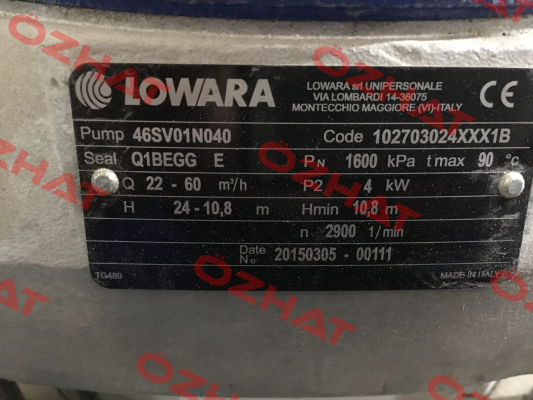 LOWARA
LOWARA srl UNIPERSONALE
VIA LOMBARDI 14-36075
MONTECCHIO MAGGIORE (VI)-ITALY
Pump 46SV01N040 Code 102703024XXX1B
Seal Q1BEGG E PN 1600 kPa t max 90 °C
Q 22 - 60 m³/h P2 4 kW
H 24 - 10,8 m Hmin 10,8 m
n 2900 1/min
Date No 20150305 - 00111
TG489 MADE IN ITALY
OZHAT
OZHAT
OZHAT
OZHAT
OZHAT
OZHAT